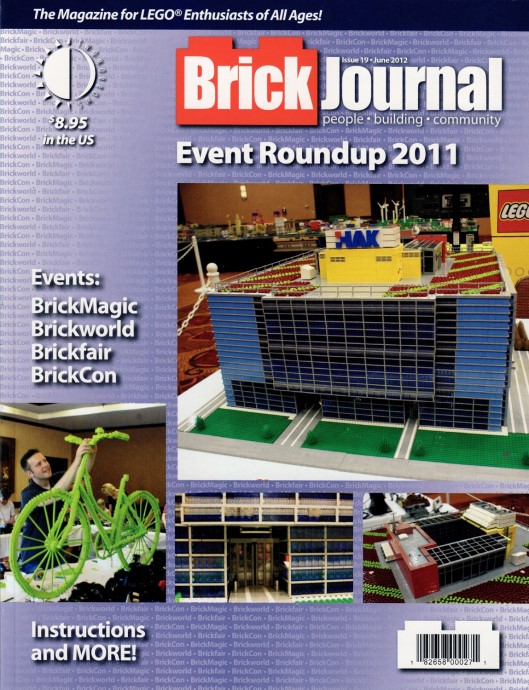 The Magazine for LEGO® Enthusiasts of All Ages!
$8.95
in the US
Brick Journal
Issue 19 • June 2012
people • building • community
Event Roundup 2011
LEGO
HAK
Events:
BrickMagic
Brickworld
Brickfair
BrickCon
Instructions
and MORE!
1 82658 00027 1